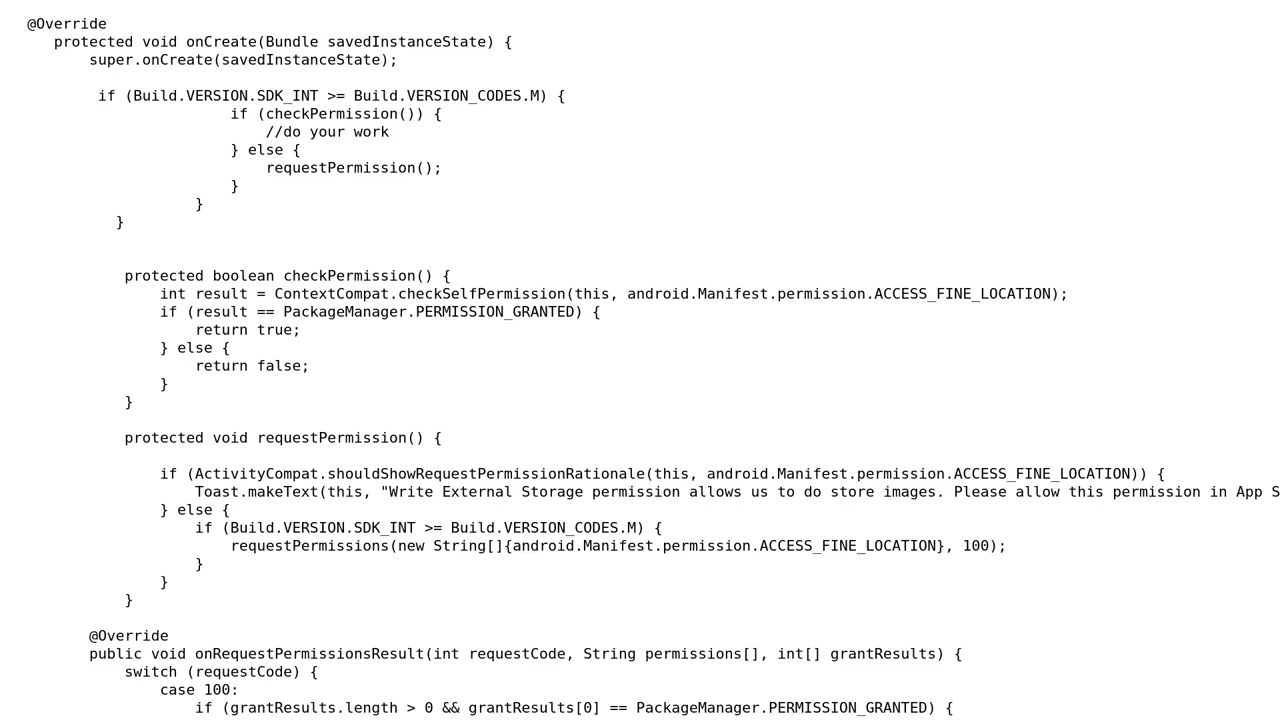 @Override
protected void onCreate(Bundle savedInstanceState) {
super.onCreate(savedInstanceState);
if (Build.VERSION.SDK_INT >= Build.VERSION_CODES.M) {
if (checkPermission()) {
//do your work
} else {
requestPermission();
}
}
}
protected boolean checkPermission() {
int result = ContextCompat.checkSelfPermission(this, android.Manifest.permission.ACCESS_FINE_LOCATION);
if (result == PackageManager.PERMISSION_GRANTED) {
return true;
} else {
return false;
}
}
protected void requestPermission() {
if (ActivityCompat.shouldShowRequestPermissionRationale(this, android.Manifest.permission.ACCESS_FINE_LOCATION)) {
Toast.makeText(this, "Write External Storage permission allows us to do store images. Please allow this permission in App S
} else {
if (Build.VERSION.SDK_INT >= Build.VERSION_CODES.M) {
requestPermissions(new String[]{android.Manifest.permission.ACCESS_FINE_LOCATION}, 100);
}
}
}
@Override
public void onRequestPermissionsResult(int requestCode, String permissions[], int[] grantResults) {
switch (requestCode) {
case 100:
if (grantResults.length > 0 && grantResults[0] == PackageManager.PERMISSION_GRANTED) {